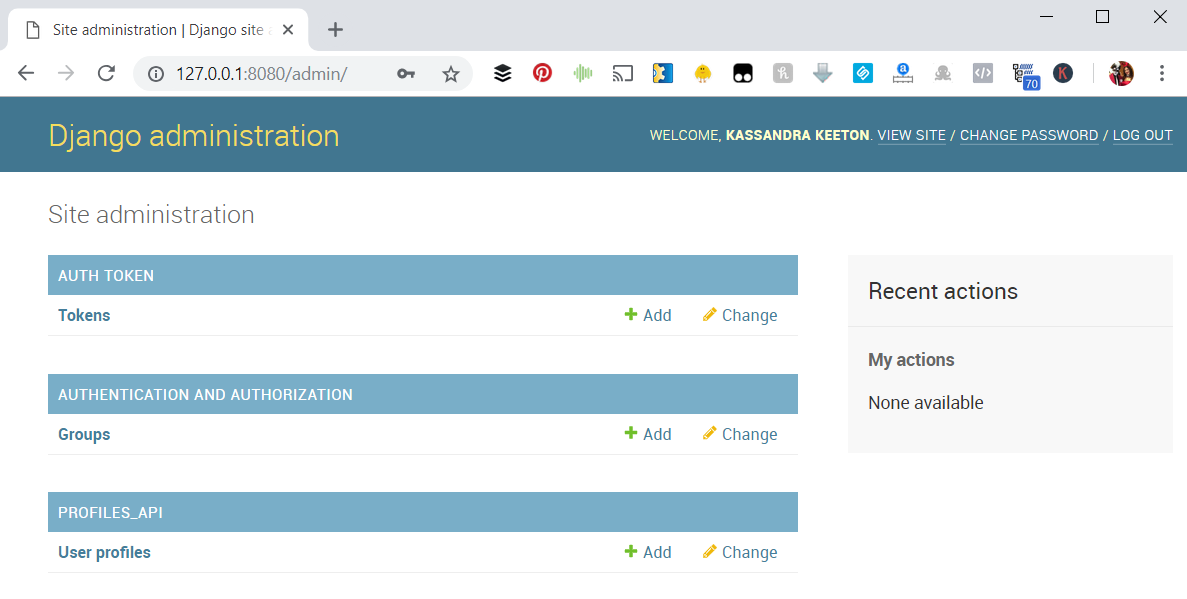 Site administration | Django site a
127.0.0.1:8080/admin/
70
K
Django administration
WELCOME, KASSANDRA KEETON. VIEW SITE / CHANGE PASSWORD / LOG OUT
Site administration
AUTH TOKEN
Tokens Add Change
AUTHENTICATION AND AUTHORIZATION
Groups Add Change
PROFILES_API
User profiles Add Change
Recent actions
My actions
None available